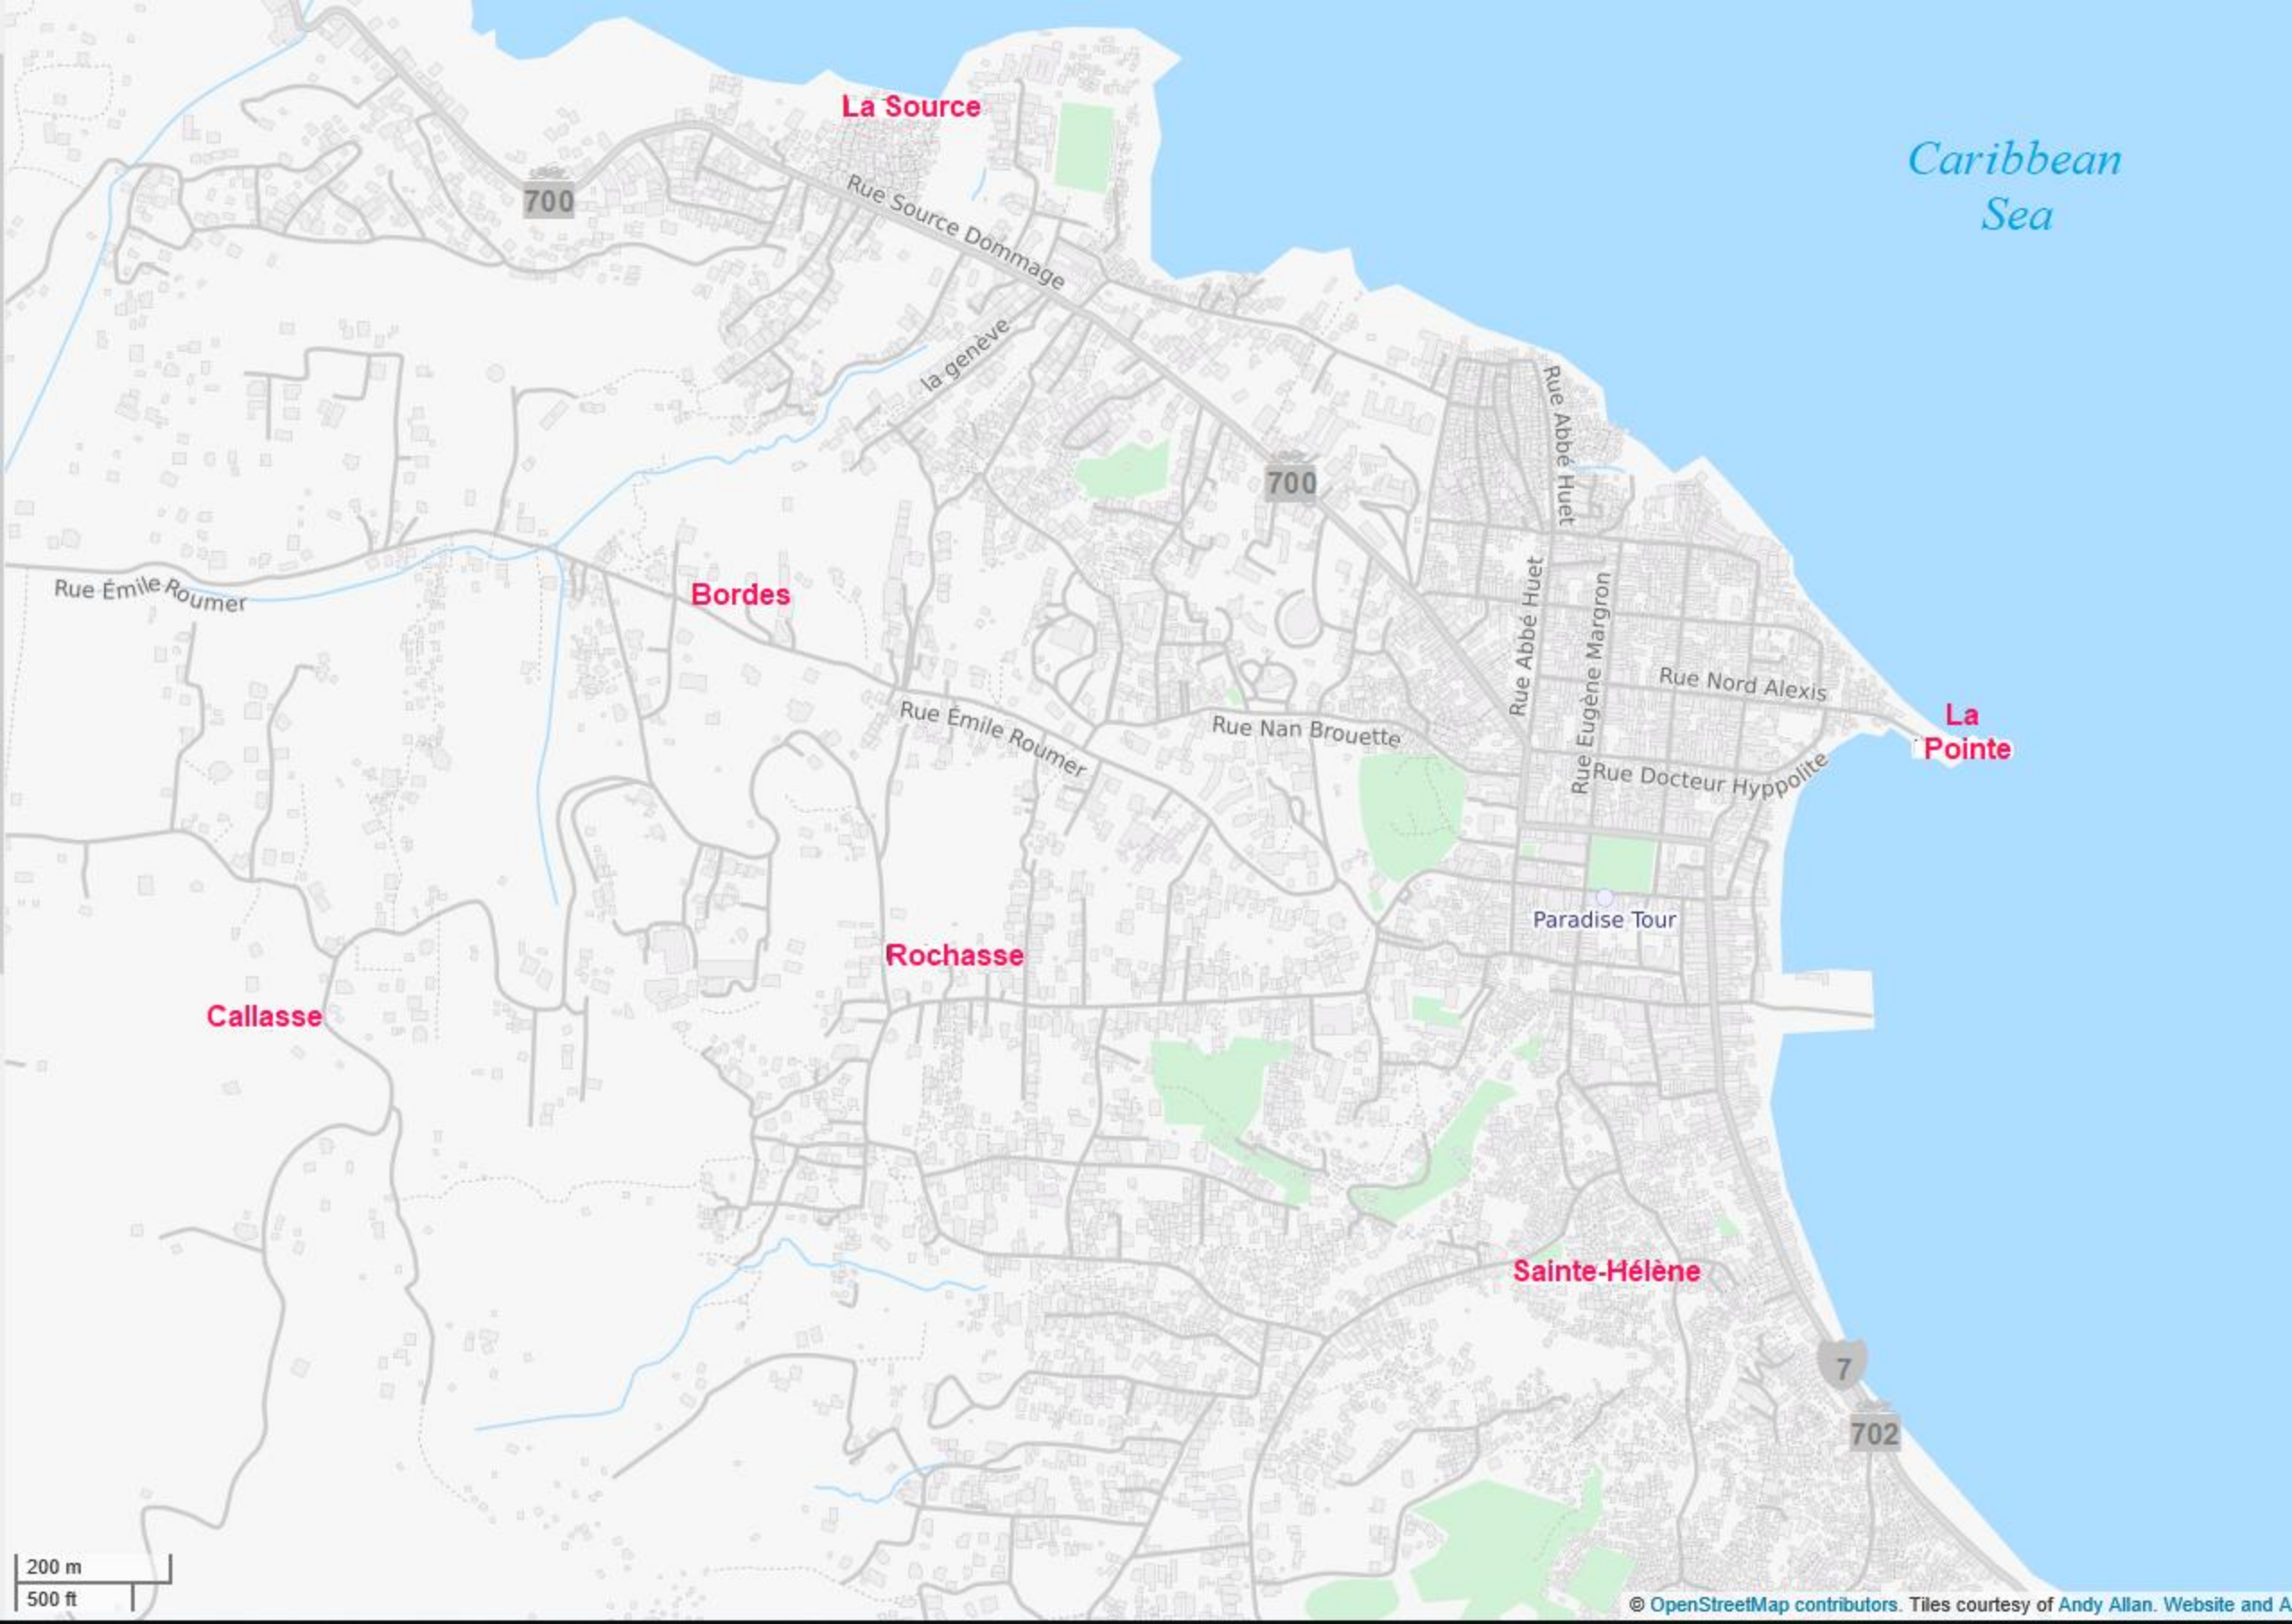 La Source
Caribbean
Sea
700
Rue Source Dommage
la genève
Rue Abbé Huet
700
Rue Émile Roumer
Bordes
Rue Abbé Huet
Rue Eugène Margron
Rue Nord Alexis
La
Pointe
Rue Émile Roumer
Rue Nan Brouette
Rue Docteur Hyppolite
Paradise Tour
Rochasse
Callasse
Sainte-Hélène
7
702
200 m
500 ft
© OpenStreetMap contributors. Tiles courtesy of Andy Allan. Website and A